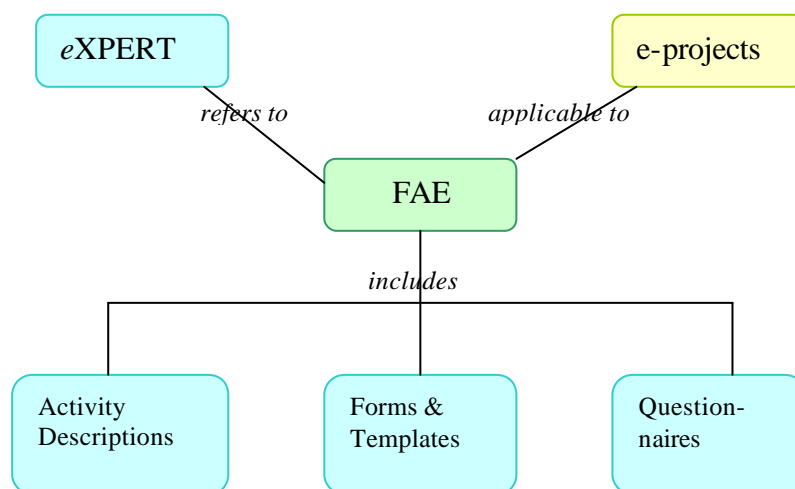 eXPERT
e-projects
refers to
applicable to
FAE
includes
Activity
Descriptions
Forms &
Templates
Question-
naires